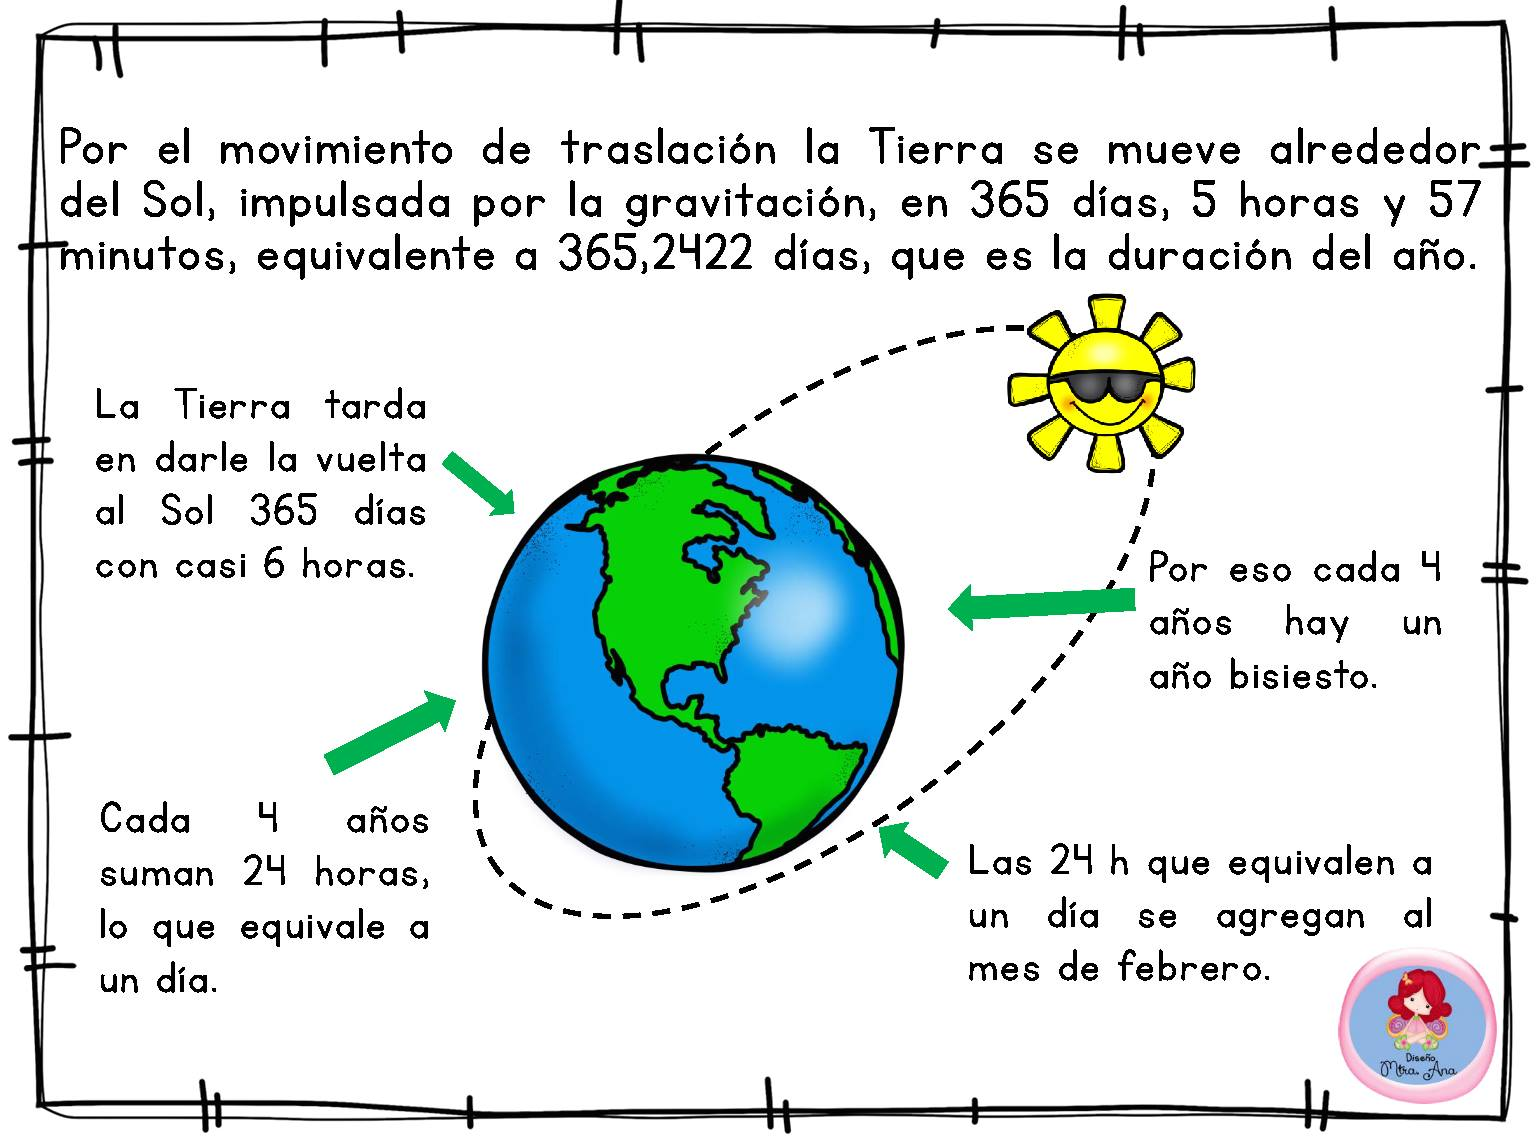 Por el movimiento de traslación la Tierra se mueve alrededor
del Sol, impulsada por la gravitación, en 365 días, 5 horas y 57
minutos, equivalente a 365,2422 días, que es la duración del año.
La Tierra tarda
en darle la vuelta
al Sol 365 días
con casi 6 horas.
Por eso cada 4
años hay un
año bisiesto.
Cada 4 años
suman 24 horas,
lo que equivale a
un día.
Las 24 h que equivalen a
un día se agregan al
mes de febrero.
Diseño
Mtra. Ana